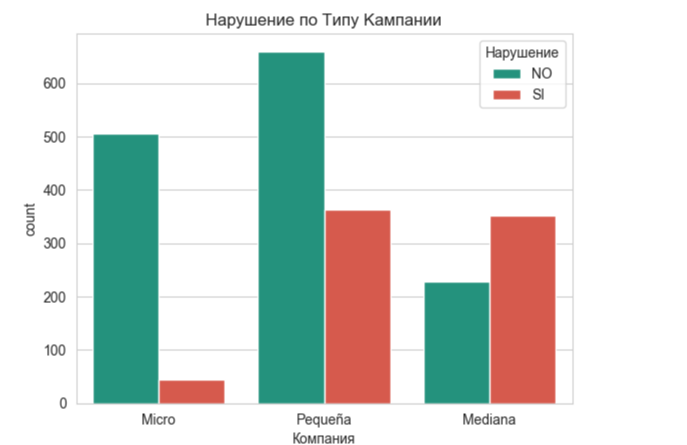 Нарушение по Типу Кампании
Нарушение
NO
SI
600
500
400
300
200
100
0
count
Micro
Pequeña
Mediana
Компания